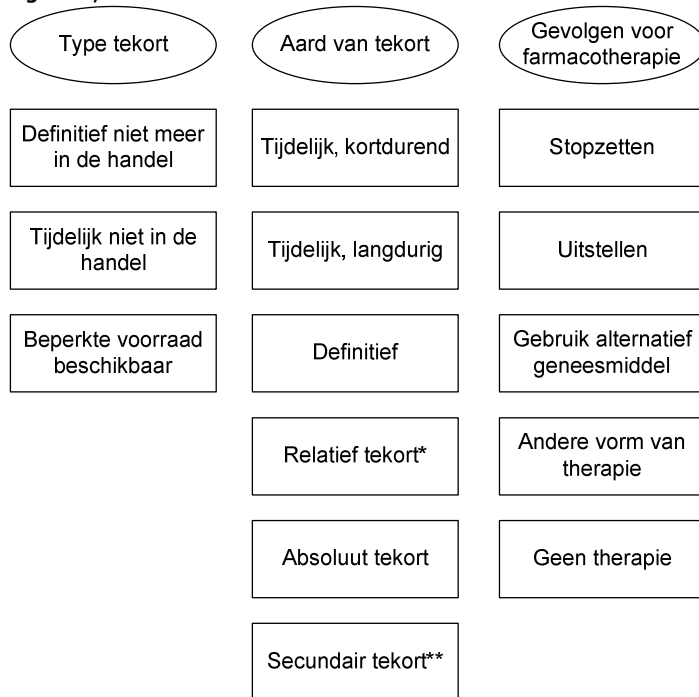 Type tekort
Aard van tekort
Gevolgen voor
farmacotherapie
Definitief niet meer
in de handel
Tijdelijk, kortdurend
Stopzetten
Tijdelijk niet in de
handel
Tijdelijk, langdurig
Uitstellen
Beperkte voorraad
beschikbaar
Definitief
Gebruik alternatief
geneesmiddel
Relatief tekort*
Andere vorm van
therapie
Absoluut tekort
Geen therapie
Secundair tekort**